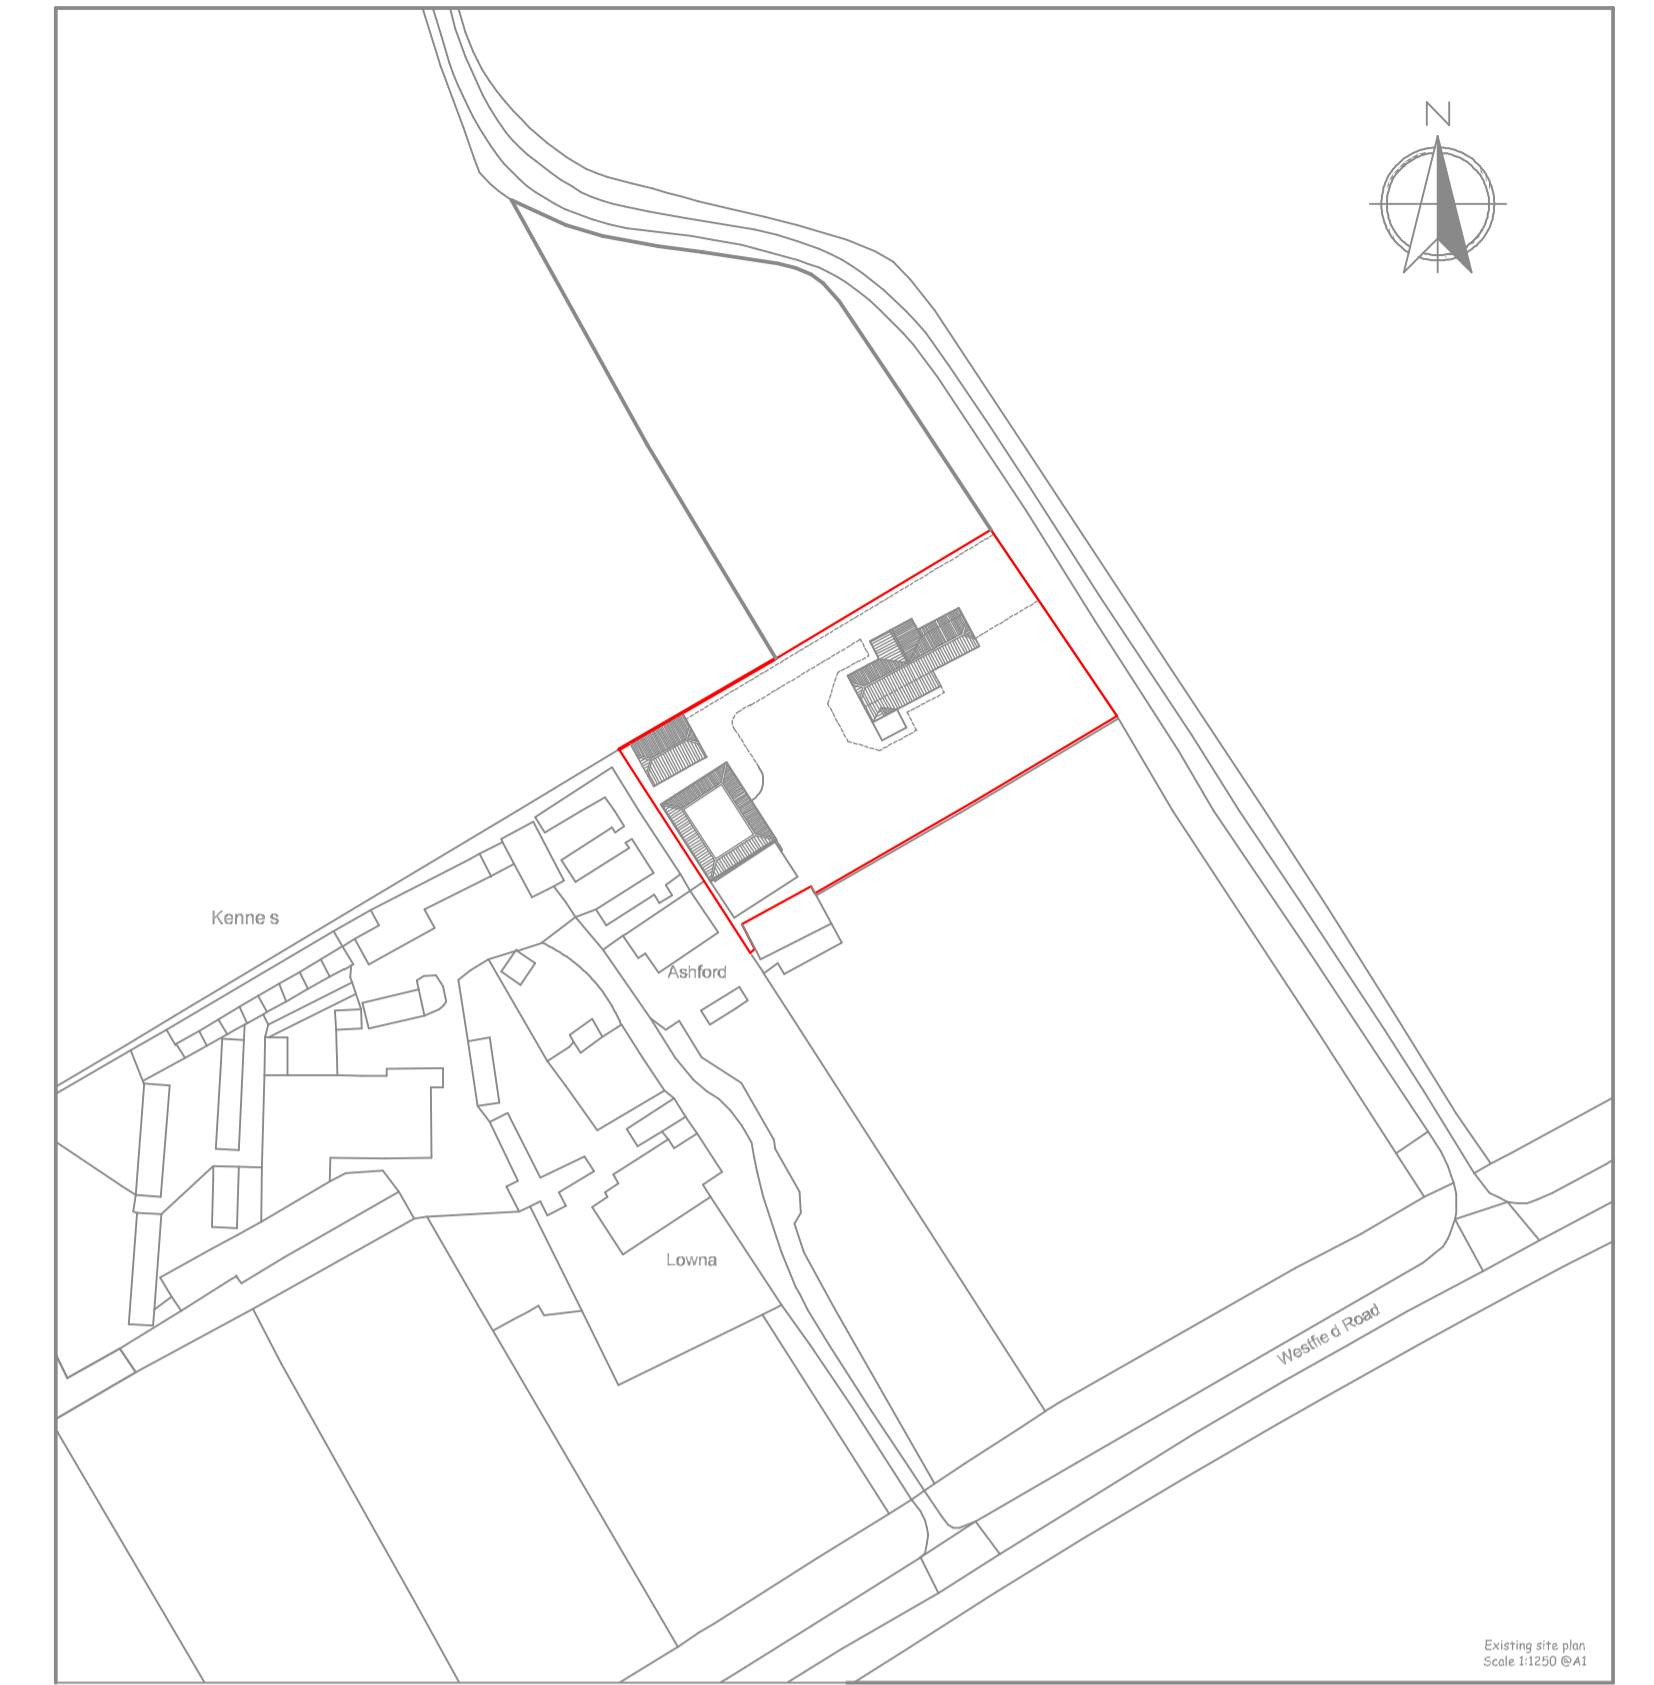 N
Kenne s
Ashford
Lowna
Westfie d Road
Existing site plan
Scale 1:1250 @A1